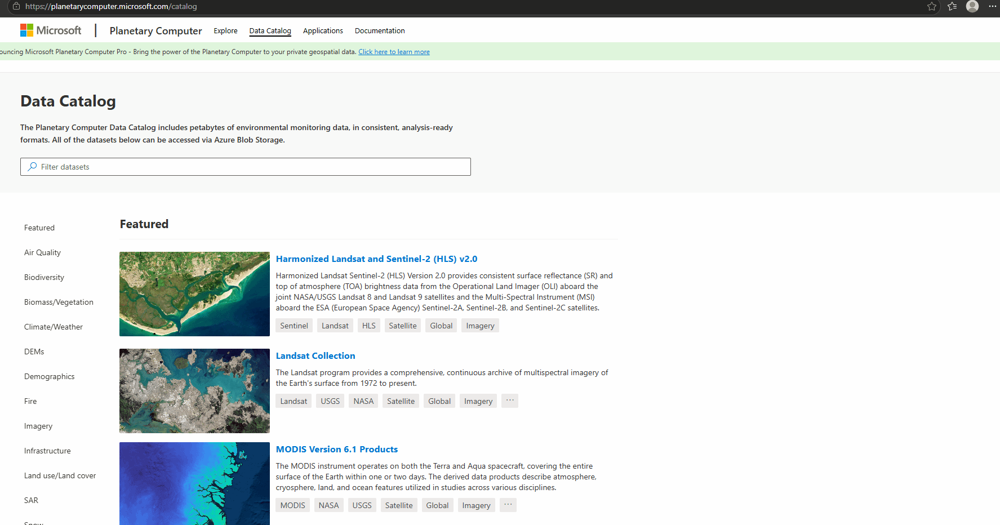 https://planetarycomputer.microsoft.com/catalog
Microsoft
Planetary Computer
Explore
Data Catalog
Applications
Documentation
ouncing Microsoft Planetary Computer Pro - Bring the power of the Planetary Computer to your private geospatial data. Click here to learn more
Data Catalog
The Planetary Computer Data Catalog includes petabytes of environmental monitoring data, in consistent, analysis-ready
formats. All of the datasets below can be accessed via Azure Blob Storage.
Filter datasets
Featured
Air Quality
Biodiversity
Biomass/Vegetation
Climate/Weather
DEMs
Demographics
Fire
Imagery
Infrastructure
Land use/Land cover
SAR
Snow
Featured
Harmonized Landsat and Sentinel-2 (HLS) v2.0
Harmonized Landsat Sentinel-2 (HLS) Version 2.0 provides consistent surface reflectance (SR) and
top of atmosphere (TOA) brightness data from the Operational Land Imager (OLI) aboard the
joint NASA/USGS Landsat 8 and Landsat 9 satellites and the Multi-Spectral Instrument (MSI)
aboard the ESA (European Space Agency) Sentinel-2A, Sentinel-2B, and Sentinel-2C satellites.
Sentinel Landsat HLS Satellite Global Imagery
Landsat Collection
The Landsat program provides a comprehensive, continuous archive of multispectral imagery of
the Earth's surface from 1972 to present.
Landsat USGS NASA Satellite Global Imagery ...
MODIS Version 6.1 Products
The MODIS instrument operates on both the Terra and Aqua spacecraft, covering the entire
surface of the Earth within one or two days. The derived data products describe atmosphere,
cryosphere, land, and ocean features utilized in studies across various disciplines.
MODIS NASA USGS Satellite Global Imagery ...